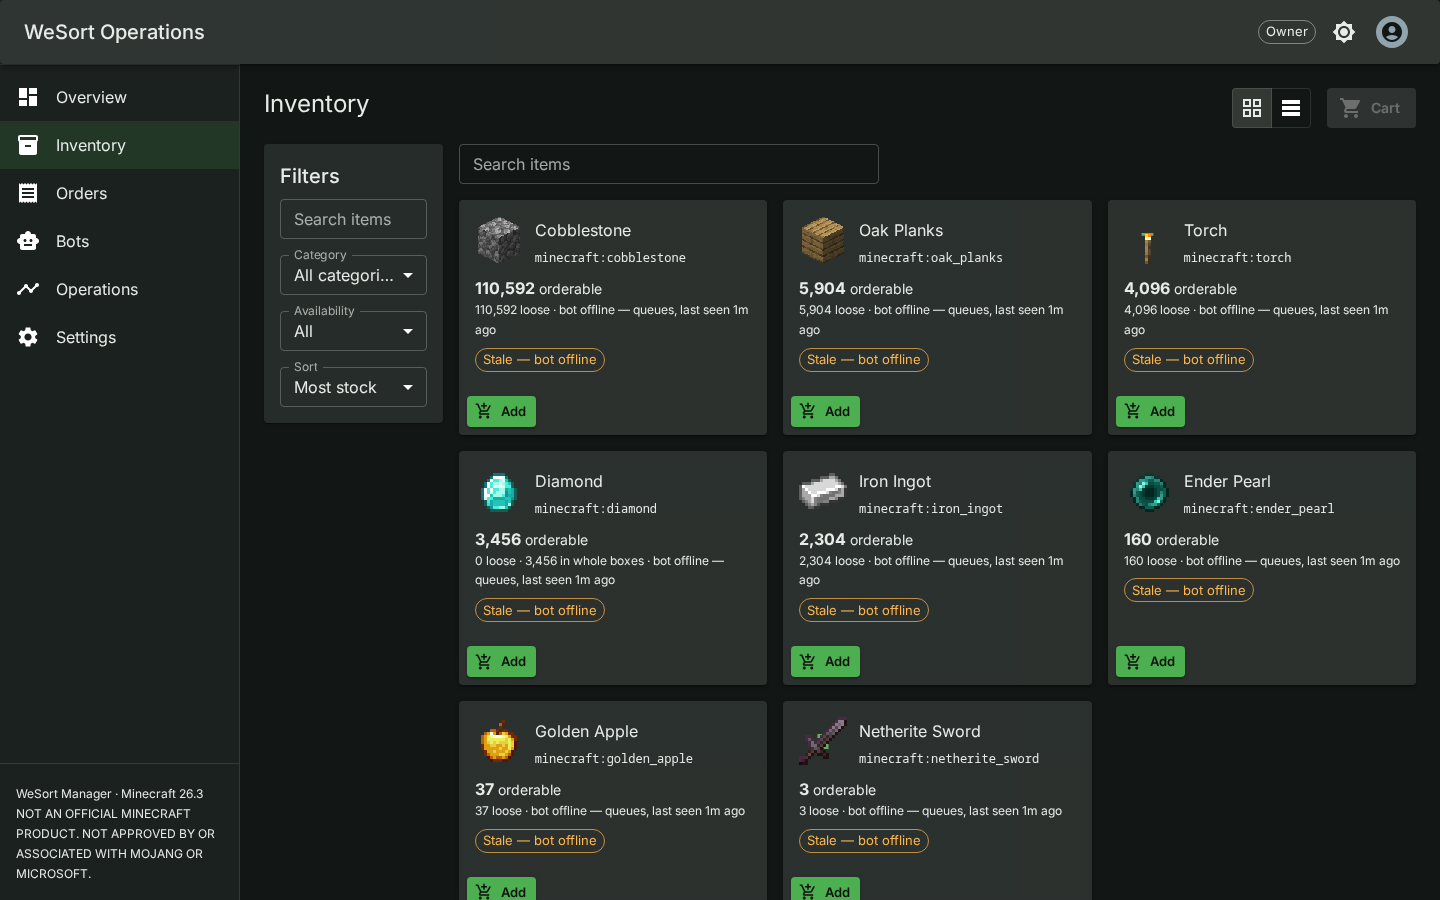 WeSort Operations
Owner
Overview
Inventory
Orders
Bots
Operations
Settings
WeSort Manager · Minecraft 26.3
NOT AN OFFICIAL MINECRAFT
PRODUCT. NOT APPROVED BY OR
ASSOCIATED WITH MOJANG OR
MICROSOFT.
Inventory
Cart
Filters
Search items
Category
All categori...
Availability
All
Sort
Most stock
Search items
Cobblestone
minecraft:cobblestone
110,592 orderable
110,592 loose · bot offline — queues, last seen 1m
ago
Stale — bot offline
Add
Oak Planks
minecraft:oak_planks
5,904 orderable
5,904 loose · bot offline — queues, last seen 1m
ago
Stale — bot offline
Add
Torch
minecraft:torch
4,096 orderable
4,096 loose · bot offline — queues, last seen 1m
ago
Stale — bot offline
Add
Diamond
minecraft:diamond
3,456 orderable
0 loose · 3,456 in whole boxes · bot offline —
queues, last seen 1m ago
Stale — bot offline
Add
Iron Ingot
minecraft:iron_ingot
2,304 orderable
2,304 loose · bot offline — queues, last seen 1m
ago
Stale — bot offline
Add
Ender Pearl
minecraft:ender_pearl
160 orderable
160 loose · bot offline — queues, last seen 1m ago
Stale — bot offline
Add
Golden Apple
minecraft:golden_apple
37 orderable
37 loose · bot offline — queues, last seen 1m ago
Stale — bot offline
Add
Netherite Sword
minecraft:netherite_sword
3 orderable
3 loose · bot offline — queues, last seen 1m ago
Stale — bot offline
Add